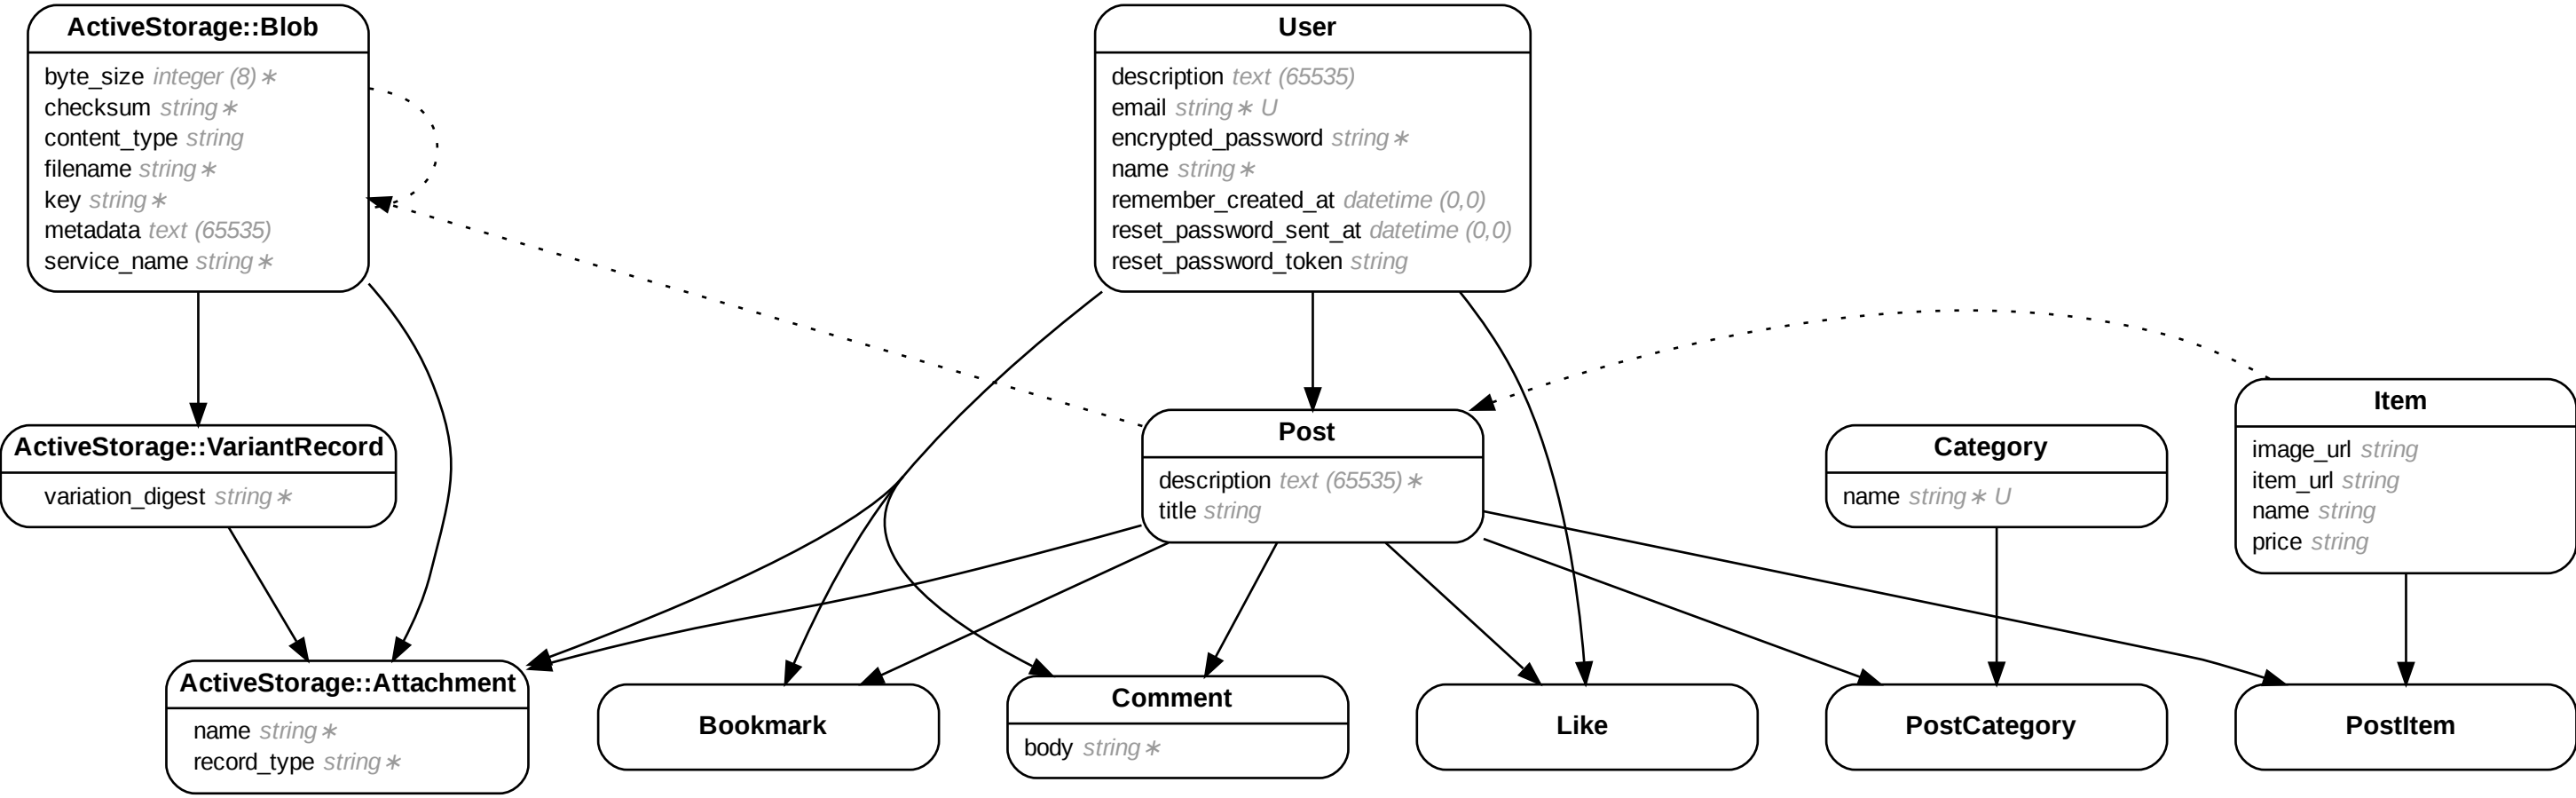 ActiveStorage::Blob
byte_size integer (8) ∗
checksum string ∗
content_type string
filename string ∗
key string ∗
metadata text (65535)
service_name string ∗
User
description text (65535)
email string ∗ U
encrypted_password string ∗
name string ∗
remember_created_at datetime (0,0)
reset_password_sent_at datetime (0,0)
reset_password_token string
ActiveStorage::VariantRecord
variation_digest string ∗
Post
description text (65535) ∗
title string
Category
name string ∗ U
Item
image_url string
item_url string
name string
price string
ActiveStorage::Attachment
name string ∗
record_type string ∗
Bookmark
Comment
body string ∗
Like
PostCategory
PostItem